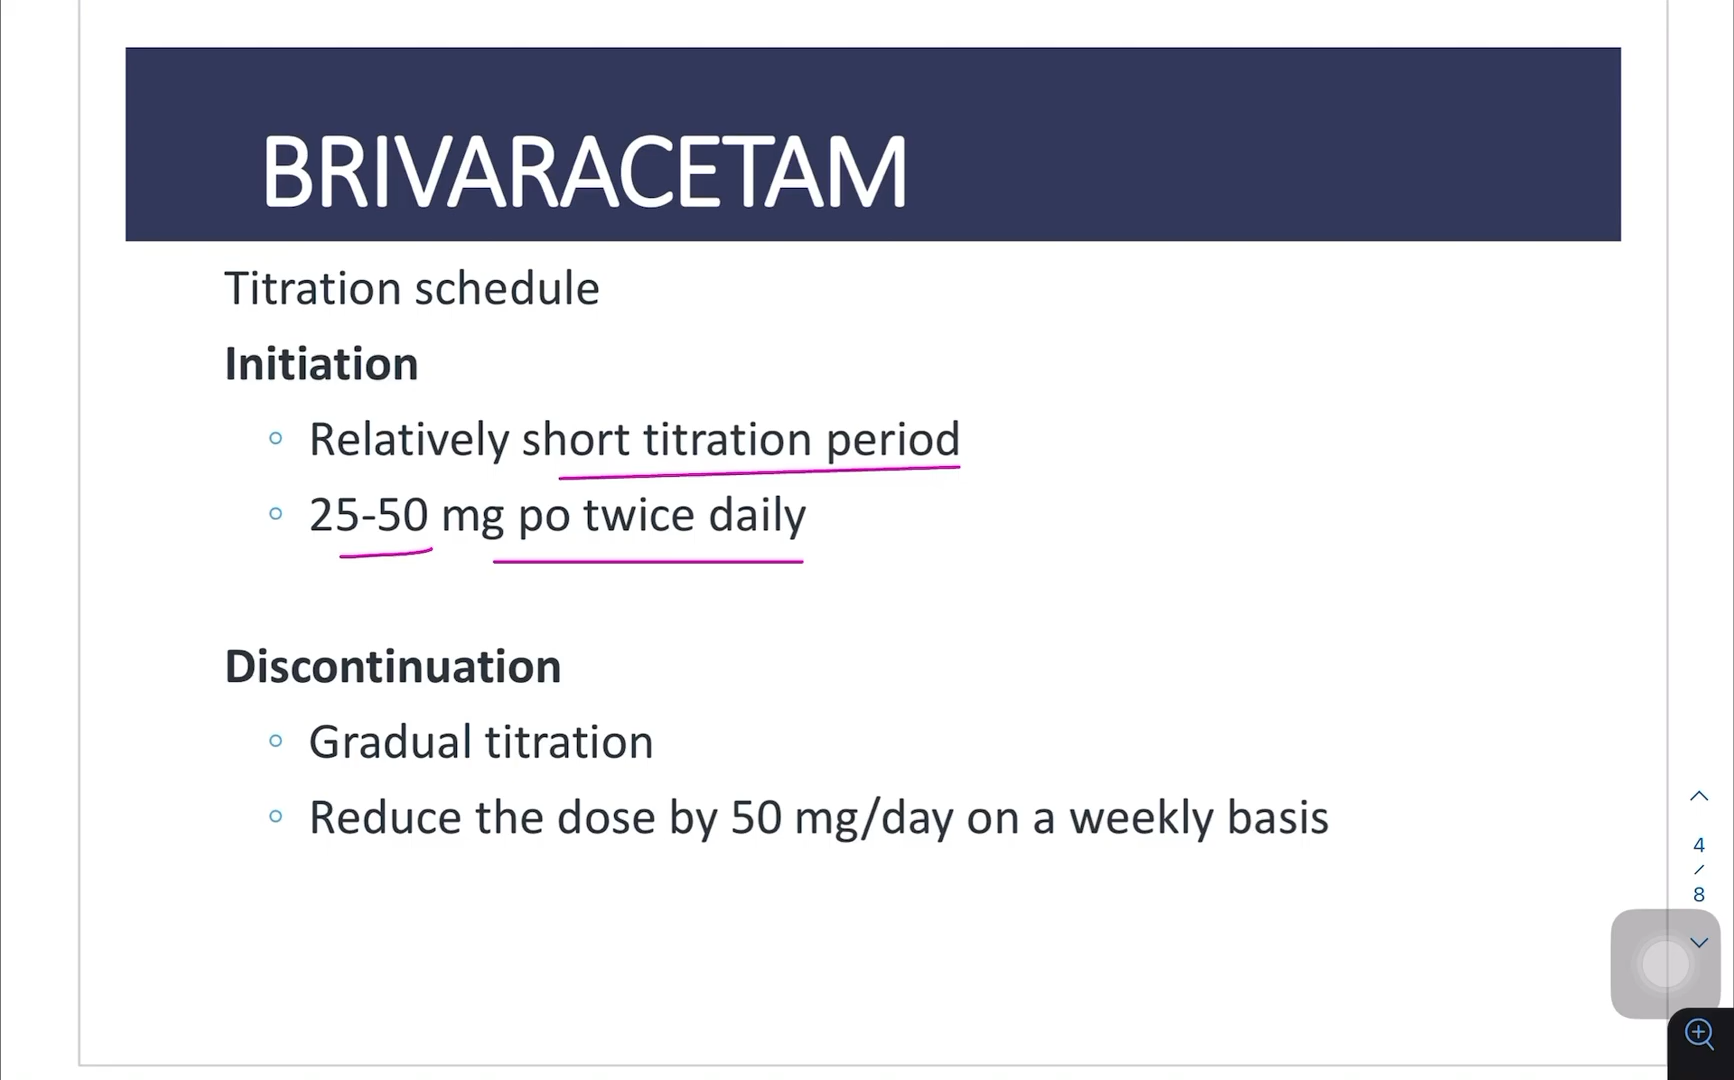 BRIVARACETAM
Titration schedule
Initiation
Relatively short titration period
25-50 mg po twice daily
Discontinuation
Gradual titration
Reduce the dose by 50 mg/day on a weekly basis
4
/
8